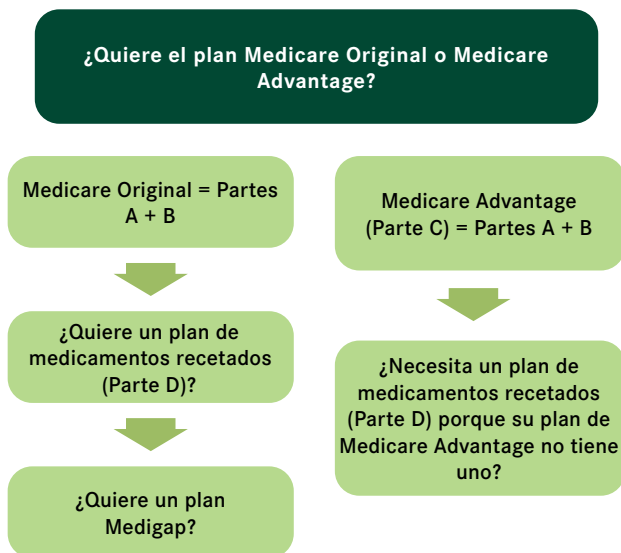 ¿Quiere el plan Medicare Original o Medicare
Advantage?
Medicare Original = Partes
A + B
¿Quiere un plan de
medicamentos recetados
(Parte D)?
¿Quiere un plan
Medigap?
Medicare Advantage
(Parte C) = Partes A + B
¿Necesita un plan de
medicamentos recetados
(Parte D) porque su plan de
Medicare Advantage no tiene
uno?